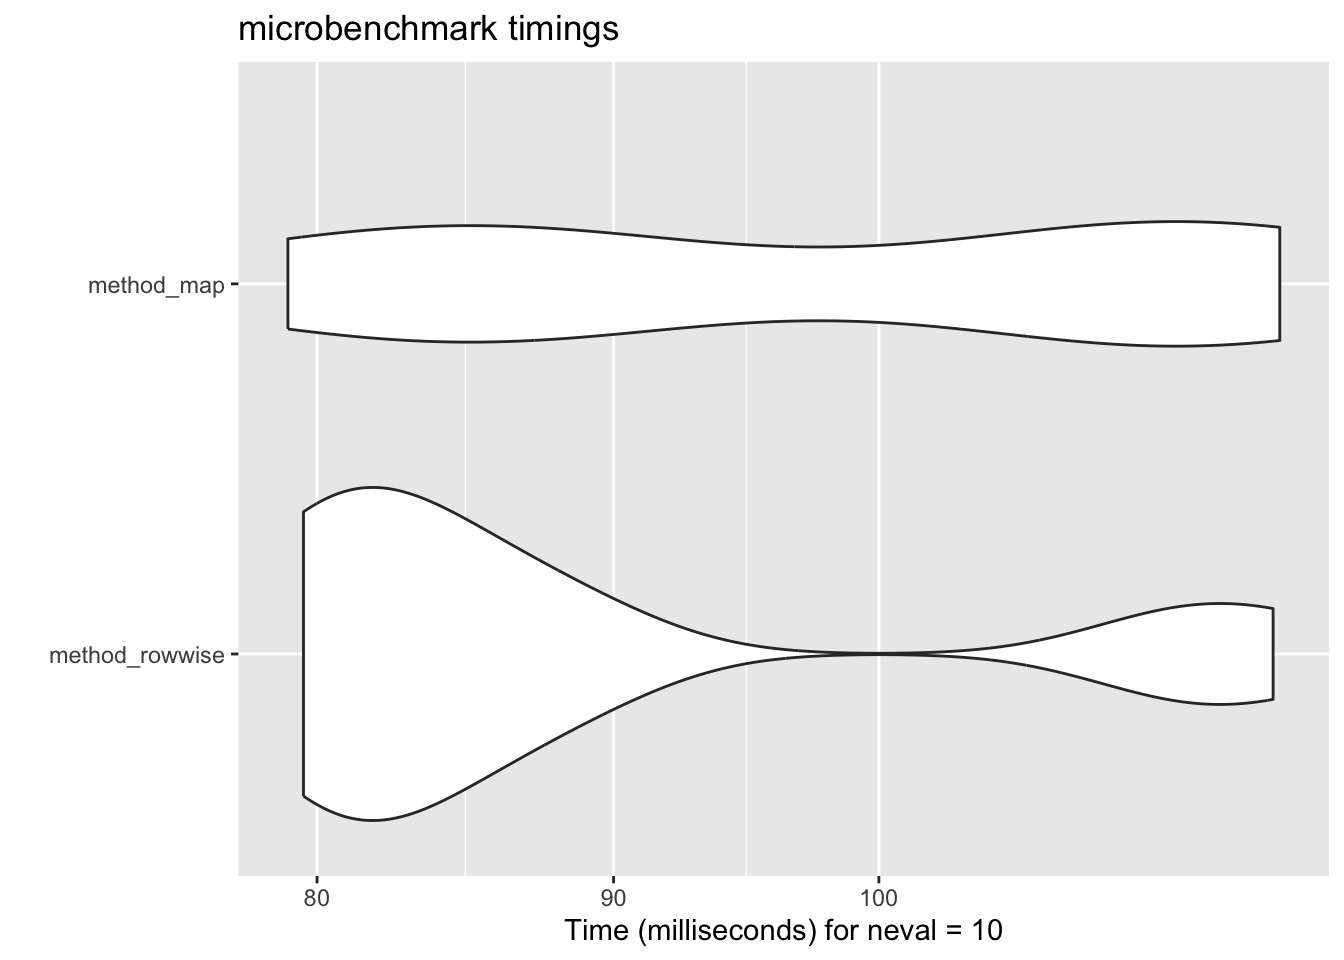 microbenchmark timings
method_map
method_rowwise
80 90 100
Time (milliseconds) for neval = 10